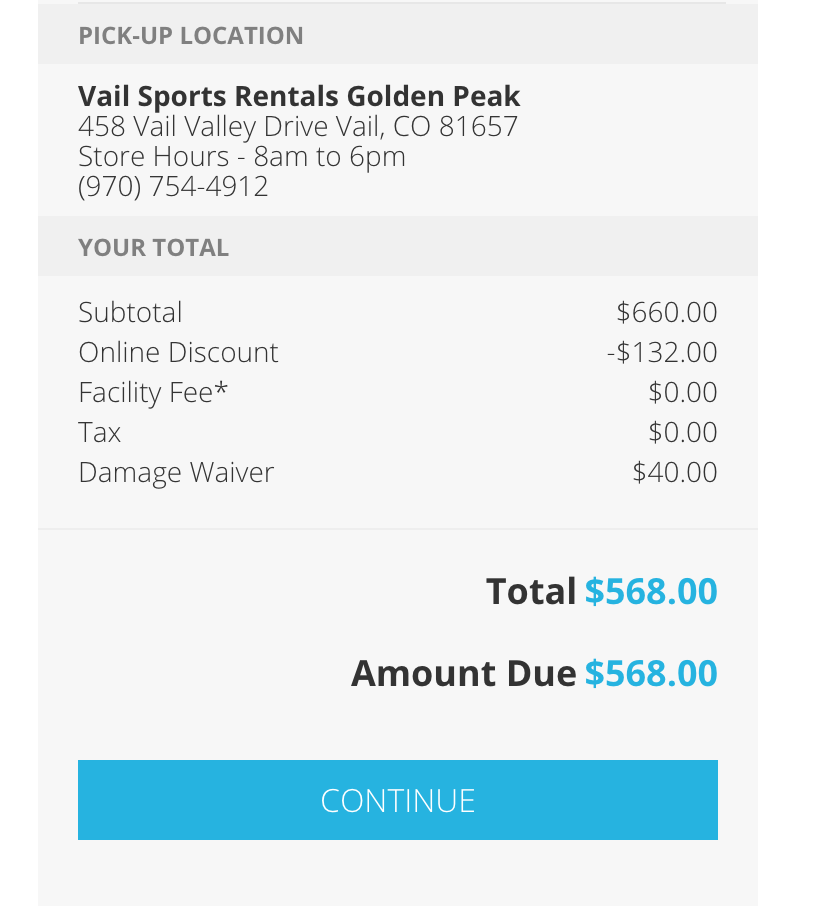 PICK-UP LOCATION
Vail Sports Rentals Golden Peak
458 Vail Valley Drive Vail, CO 81657
Store Hours - 8am to 6pm
(970) 754-4912
YOUR TOTAL
Subtotal $660.00
Online Discount -$132.00
Facility Fee* $0.00
Tax $0.00
Damage Waiver $40.00
Total $568.00
Amount Due $568.00
CONTINUE